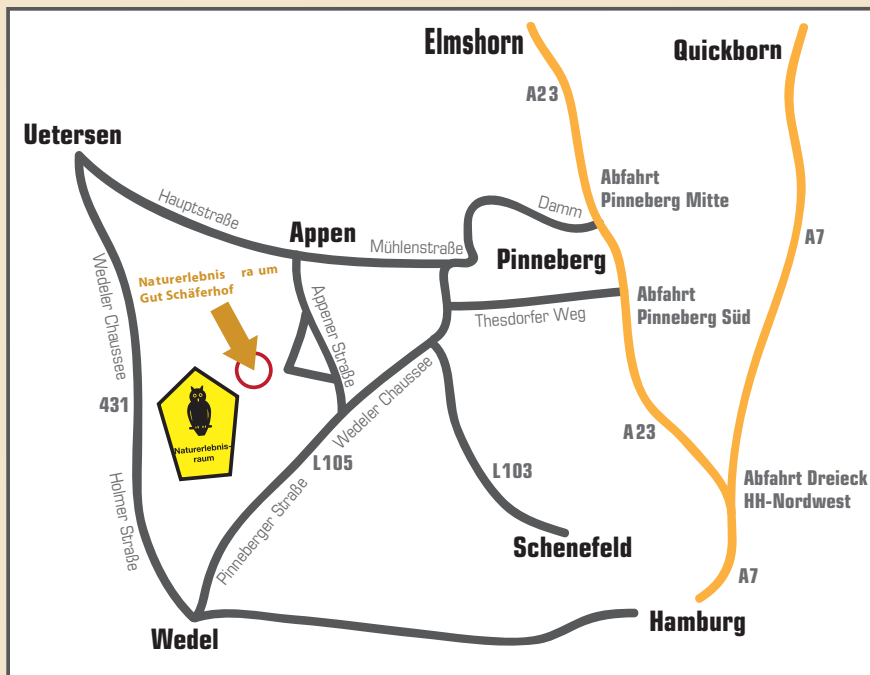 Elmshorn
Quickborn
A23
Uetersen
Abfahrt
Pinneberg Mitte
Hauptstraße
Damm
Appen
Mühlenstraße
Pinneberg
A7
Wedeler Chaussee
Naturerlebnis ra um
Gut Schäferhof
Appener Straße
Abfahrt
Pinneberg Süd
Thesdorfer Weg
Wedeler Chaussee
431
A23
Naturerlebnis-
raum
L105
L103
Abfahrt Dreieck
HH-Nordwest
Holmer Straße
Pinneberger Straße
Schenefeld
A7
Wedel
Hamburg